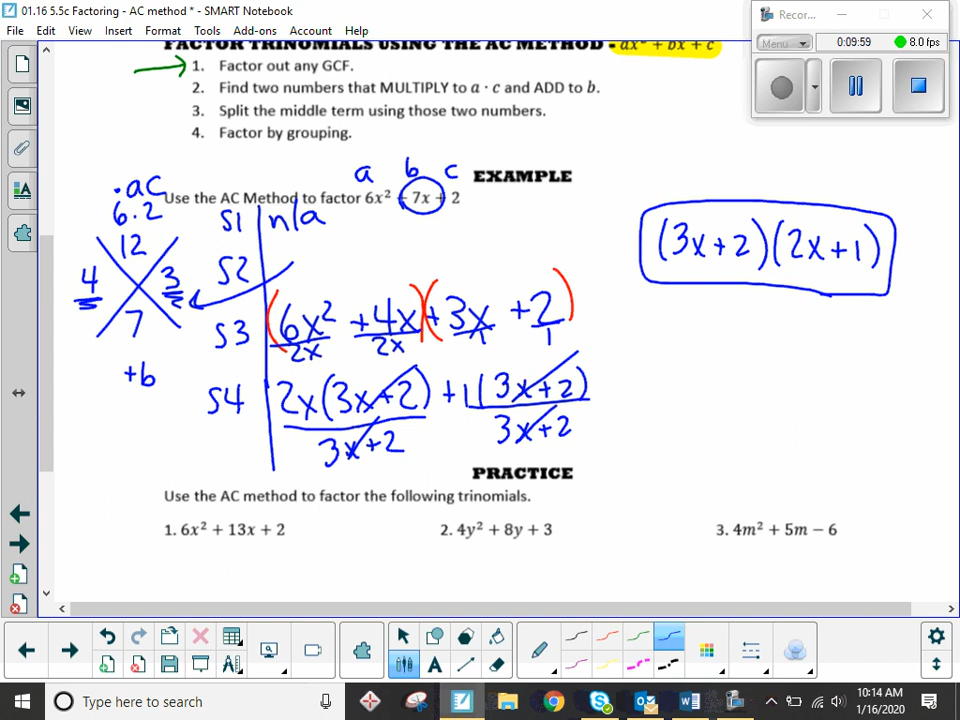 01.16 5.5c Factoring - AC method * - SMART Notebook
File Edit View Insert Format Tools Add-ons Account Help
Recor...
Menu
0:09:59
8.0 fps
FACTOR TRINOMIALS USING THE AC METHOD - ax² + bx + c
1. Factor out any GCF.
2. Find two numbers that MULTIPLY to a · c and ADD to b.
3. Split the middle term using those two numbers.
4. Factor by grouping.
a b c
EXAMPLE
Use the AC Method to factor 6x² + 7x + 2
·ac
6·2
12
4 3
7
+b
S1 n/a
S2
S3 (6x² + 4x)(+ 3x + 2)
2x 2x 1 1
S4 2x(3x+2) + 1(3x+2)
3x+2 3x+2
(3x+2)(2x+1)
PRACTICE
Use the AC method to factor the following trinomials.
1. 6x² + 13x + 2 2. 4y² + 8y + 3 3. 4m² + 5m − 6
Type here to search
10:14 AM
1/16/2020